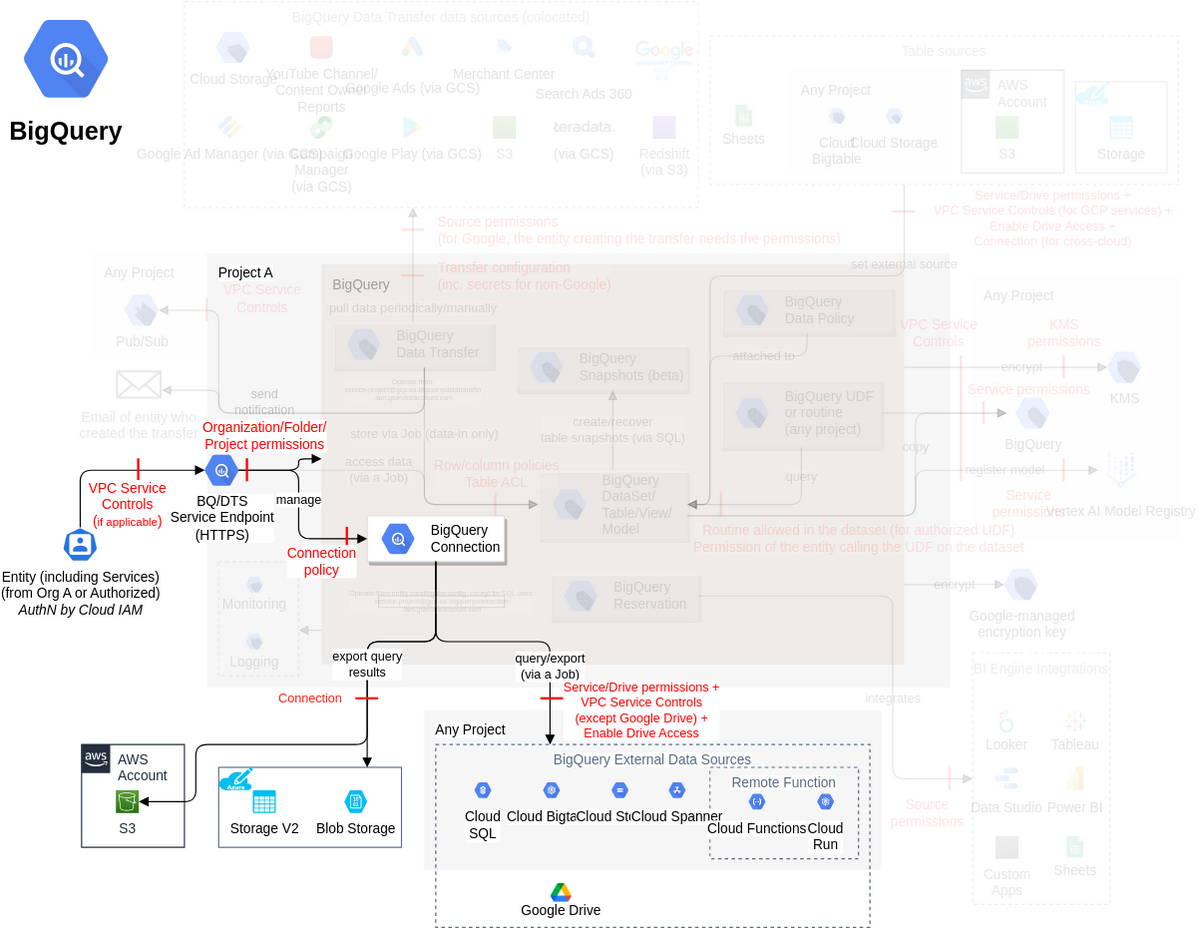 BigQuery
BigQuery Data Transfer data sources (colocated)
Cloud Storage
YouTube Channel/
Content Owner
Reports
Google Ads (via GCS)
Merchant Center
Search Ads 360
Google
Google Ad Manager (via GCS)
Campaign
Manager
(via GCS)
Google Play (via GCS)
S3
teradata.
(via GCS)
Redshift
(via S3)
Table sources
Sheets
Any Project
Cloud
Bigtable
Cloud Storage
aws
AWS
Account
S3
Azure
Storage
Source permissions
(for Google, the entity creating the transfer needs the permissions)
Transfer configuration
(inc. secrets for non-Google)
Service/Drive permissions +
VPC Service Controls (for GCP services) +
Enable Drive Access +
Connection (for cross-cloud)
set external source
Any Project
Pub/Sub
Email of entity who
created the transfer
Project A
VPC Service
Controls
BigQuery
pull data periodically/manually
BigQuery
Data Transfer
BigQuery
Snapshots (beta)
BigQuery
Data Policy
attached to
BigQuery UDF
or routine
(any project)
send
notification
store via Job (data-in only)
create/recover
table snapshots (via SQL)
access data
(via a Job)
Row/column policies
Table ACL
BigQuery
DataSet/
Table/View/
Model
query
copy
Routine allowed in the dataset (for authorized UDF)
Permission of the entity calling the UDF on the dataset
Any Project
VPC Service
Controls
KMS
permissions
encrypt
KMS
Service permissions
BigQuery
register model
Service
permissions
Vertex AI Model Registry
encrypt
Google-managed
encryption key
Organization/Folder/
Project permissions
VPC Service
Controls
(if applicable)
BQ/DTS
Service Endpoint
(HTTPS)
manage
Connection
policy
BigQuery
Connection
Entity (including Services)
(from Org A or Authorized)
AuthN by Cloud IAM
Monitoring
Logging
BigQuery
Reservation
integrates
export query
results
query/export
(via a Job)
Connection
Service/Drive permissions +
VPC Service Controls
(except Google Drive) +
Enable Drive Access
aws
AWS
Account
S3
Azure
Storage V2
Blob Storage
Any Project
BigQuery External Data Sources
Cloud
SQL
Cloud
Cloud
Cloud Spanner
Remote Function
Cloud Functions
Cloud
Run
Google Drive
BI Engine Integrations
Looker
Tableau
Data Studio
Power BI
Custom
Apps
Sheets
Source
permissions